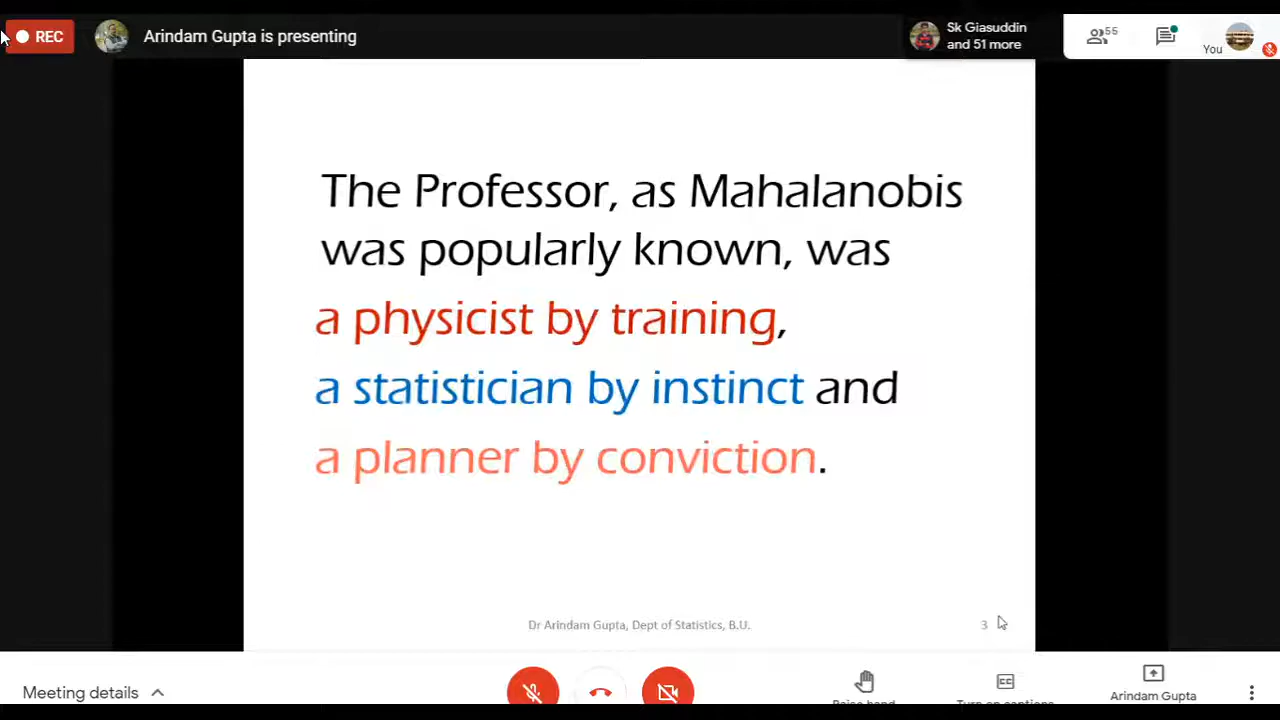 REC
Arindam Gupta is presenting
Sk Giasuddin
and 51 more
55
You
The Professor, as Mahalanobis
was popularly known, was
a physicist by training,
a statistician by instinct and
a planner by conviction.
Dr Arindam Gupta, Dept of Statistics, B.U.
3
Meeting details
Raise hand
CC
Turn on captions
Arindam Gupta